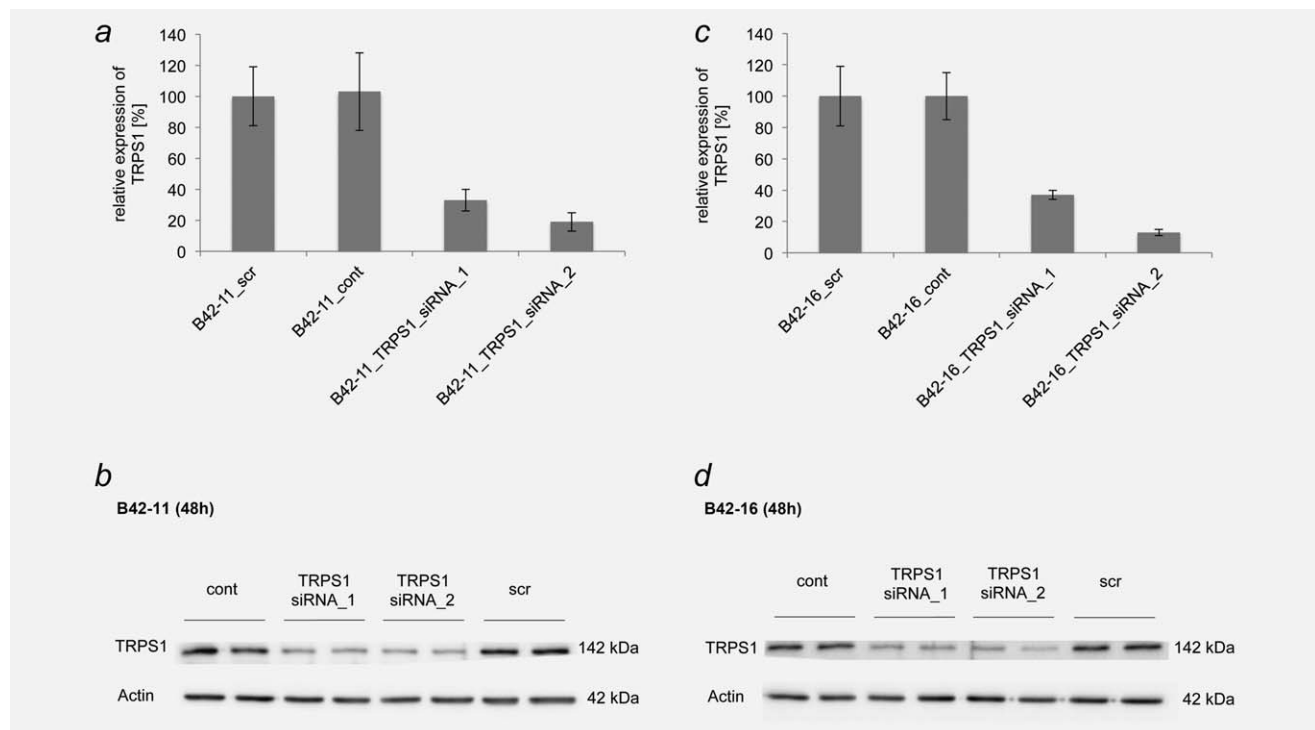 a
relative expression of
TRPS1 [%]
140
120
100
80
60
40
20
0
B42-11_scr
B42-11_cont
B42-11_TRPS1_siRNA_1
B42-11_TRPS1_siRNA_2
c
relative expression of
TRPS1 [%]
140
120
100
80
60
40
20
0
B42-16_scr
B42-16_cont
B42-16_TRPS1_siRNA_1
B42-16_TRPS1_siRNA_2
b
B42-11 (48h)
cont
TRPS1
siRNA_1
TRPS1
siRNA_2
scr
TRPS1
142 kDa
Actin
42 kDa
d
B42-16 (48h)
cont
TRPS1
siRNA_1
TRPS1
siRNA_2
scr
TRPS1
142 kDa
Actin
42 kDa